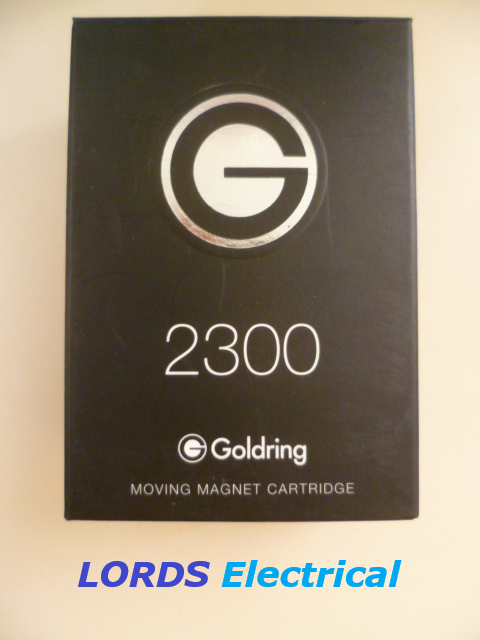 G
2300
G Goldring
MOVING MAGNET CARTRIDGE
LORDS Electrical